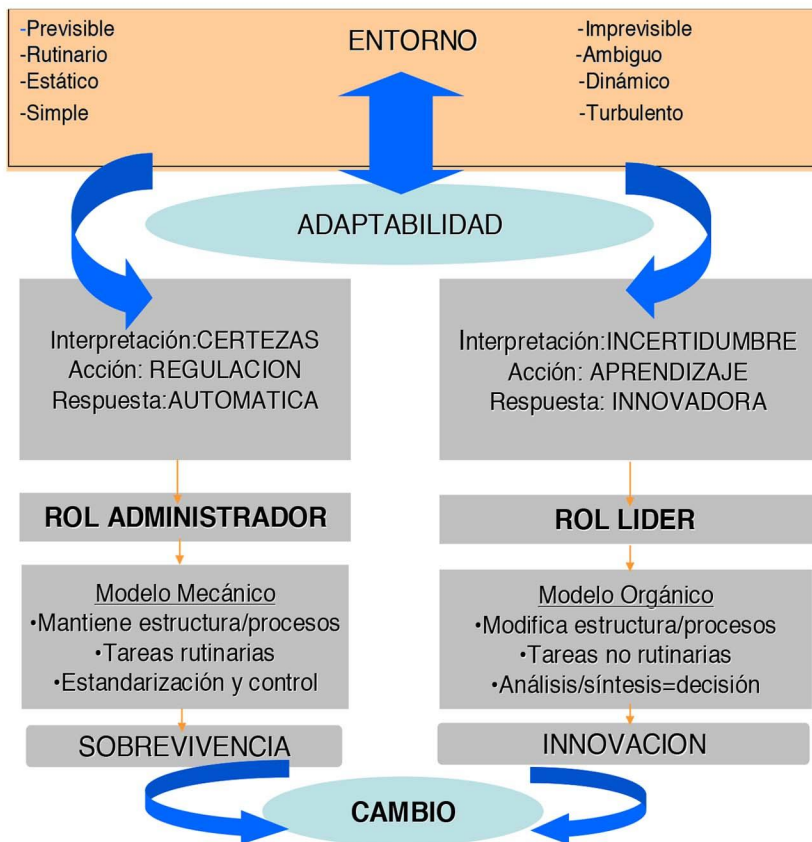 -Previsible
-Rutinario
-Estático
-Simple
ENTORNO
-Imprevisible
-Ambiguo
-Dinámico
-Turbulento
ADAPTABILIDAD
Interpretación:CERTEZAS
Acción: REGULACION
Respuesta:AUTOMATICA
ROL ADMINISTRADOR
Modelo Mecánico
•Mantiene estructura/procesos
•Tareas rutinarias
•Estandarización y control
SOBREVIVENCIA
Interpretación:INCERTIDUMBRE
Acción: APRENDIZAJE
Respuesta: INNOVADORA
ROL LIDER
Modelo Orgánico
•Modifica estructura/procesos
•Tareas no rutinarias
•Análisis/síntesis=decisión
INNOVACION
CAMBIO